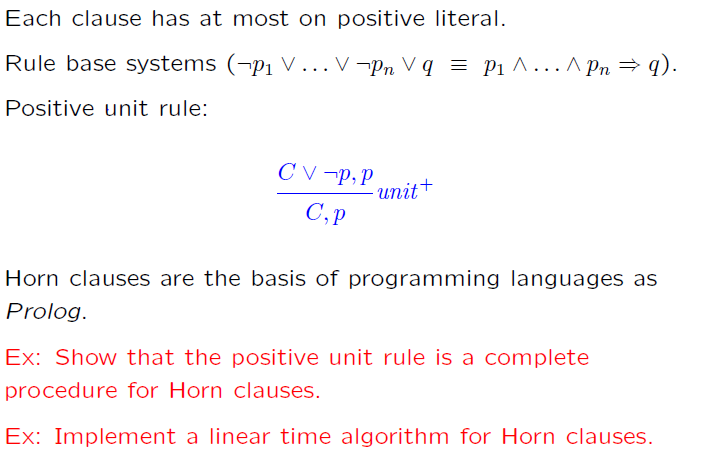 Each clause has at most on positive literal.
Rule base systems (¬p₁ ∨ … ∨ ¬pₙ ∨ q ≡ p₁ ∧ … ∧ pₙ ⇒ q).
Positive unit rule:
C ∨ ¬p, p
unit⁺
C, p
Horn clauses are the basis of programming languages as
Prolog.
Ex: Show that the positive unit rule is a complete
procedure for Horn clauses.
Ex: Implement a linear time algorithm for Horn clauses.